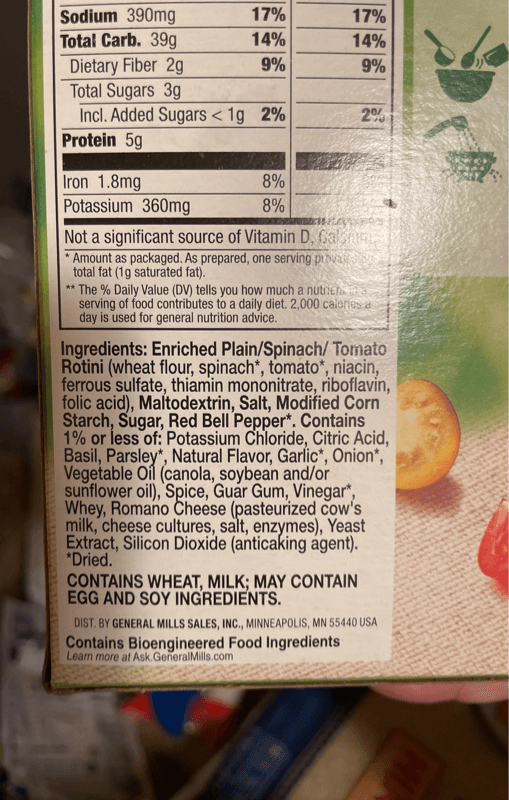 Sodium 390mg 17% 17%
Total Carb. 39g 14% 14%
Dietary Fiber 2g 9% 9%
Total Sugars 3g
Incl. Added Sugars < 1g 2% 2%
Protein 5g
Iron 1.8mg 8%
Potassium 360mg 8%
Not a significant source of Vitamin D,
* Amount as packaged. As prepared, one serving
total fat (1g saturated fat).
** The % Daily Value (DV) tells you how much a nutrient in a
serving of food contributes to a daily diet. 2,000 calories a
day is used for general nutrition advice.
Ingredients: Enriched Plain/Spinach/ Tomato
Rotini (wheat flour, spinach*, tomato*, niacin,
ferrous sulfate, thiamin mononitrate, riboflavin,
folic acid), Maltodextrin, Salt, Modified Corn
Starch, Sugar, Red Bell Pepper*. Contains
1% or less of: Potassium Chloride, Citric Acid,
Basil, Parsley*, Natural Flavor, Garlic*, Onion*,
Vegetable Oil (canola, soybean and/or
sunflower oil), Spice, Guar Gum, Vinegar*,
Whey, Romano Cheese (pasteurized cow's
milk, cheese cultures, salt, enzymes), Yeast
Extract, Silicon Dioxide (anticaking agent).
*Dried.
CONTAINS WHEAT, MILK; MAY CONTAIN
EGG AND SOY INGREDIENTS.
DIST. BY GENERAL MILLS SALES, INC., MINNEAPOLIS, MN 55440 USA
Contains Bioengineered Food Ingredients
Learn more at Ask.GeneralMills.com